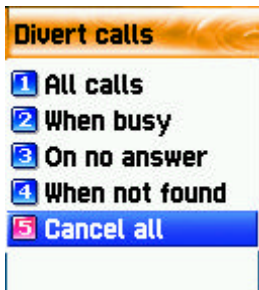 Divert calls
1 All calls
2 When busy
3 On no answer
4 When not found
5 Cancel all